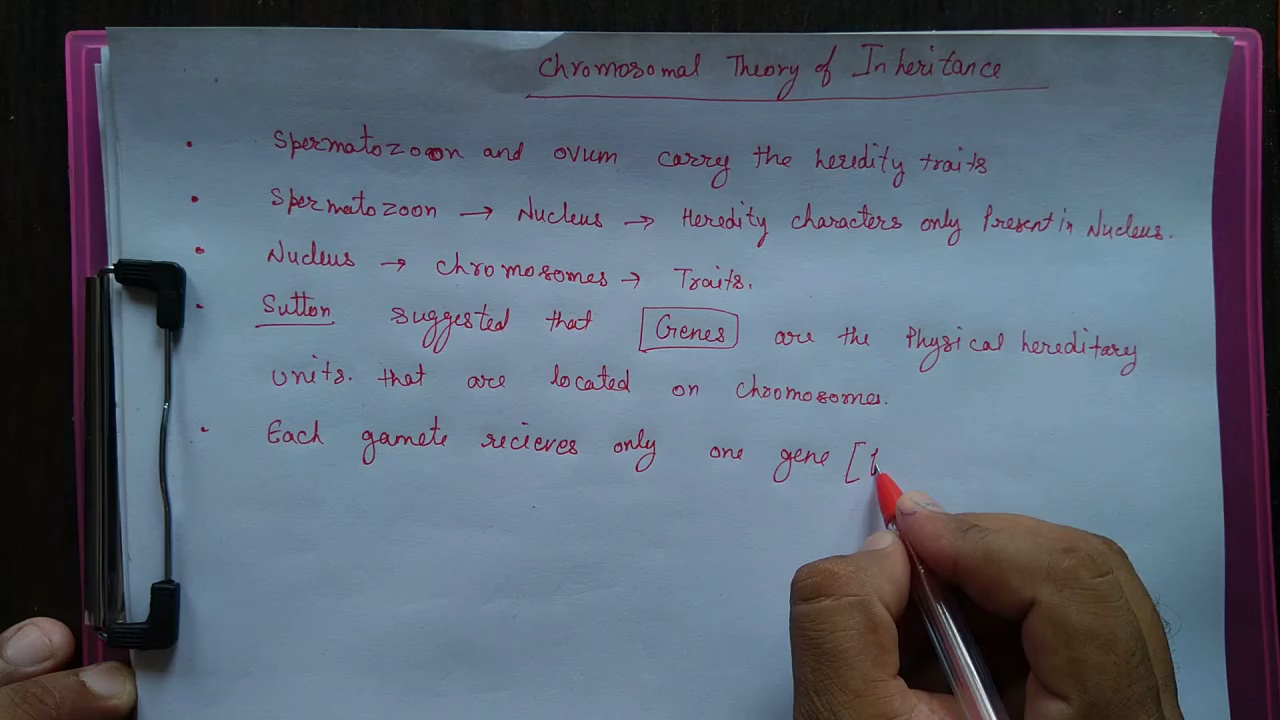 Chromosomal Theory of Inheritance
• Spermatozoon and ovum carry the heredity traits
• Spermatozoon → Nucleus → Heredity characters only Present in Nucleus.
• Nucleus → chromosomes → Traits.
• Sutton suggested that Genes are the Physical hereditary
units. that are located on chromosomes.
• Each gamete recieves only one gene [